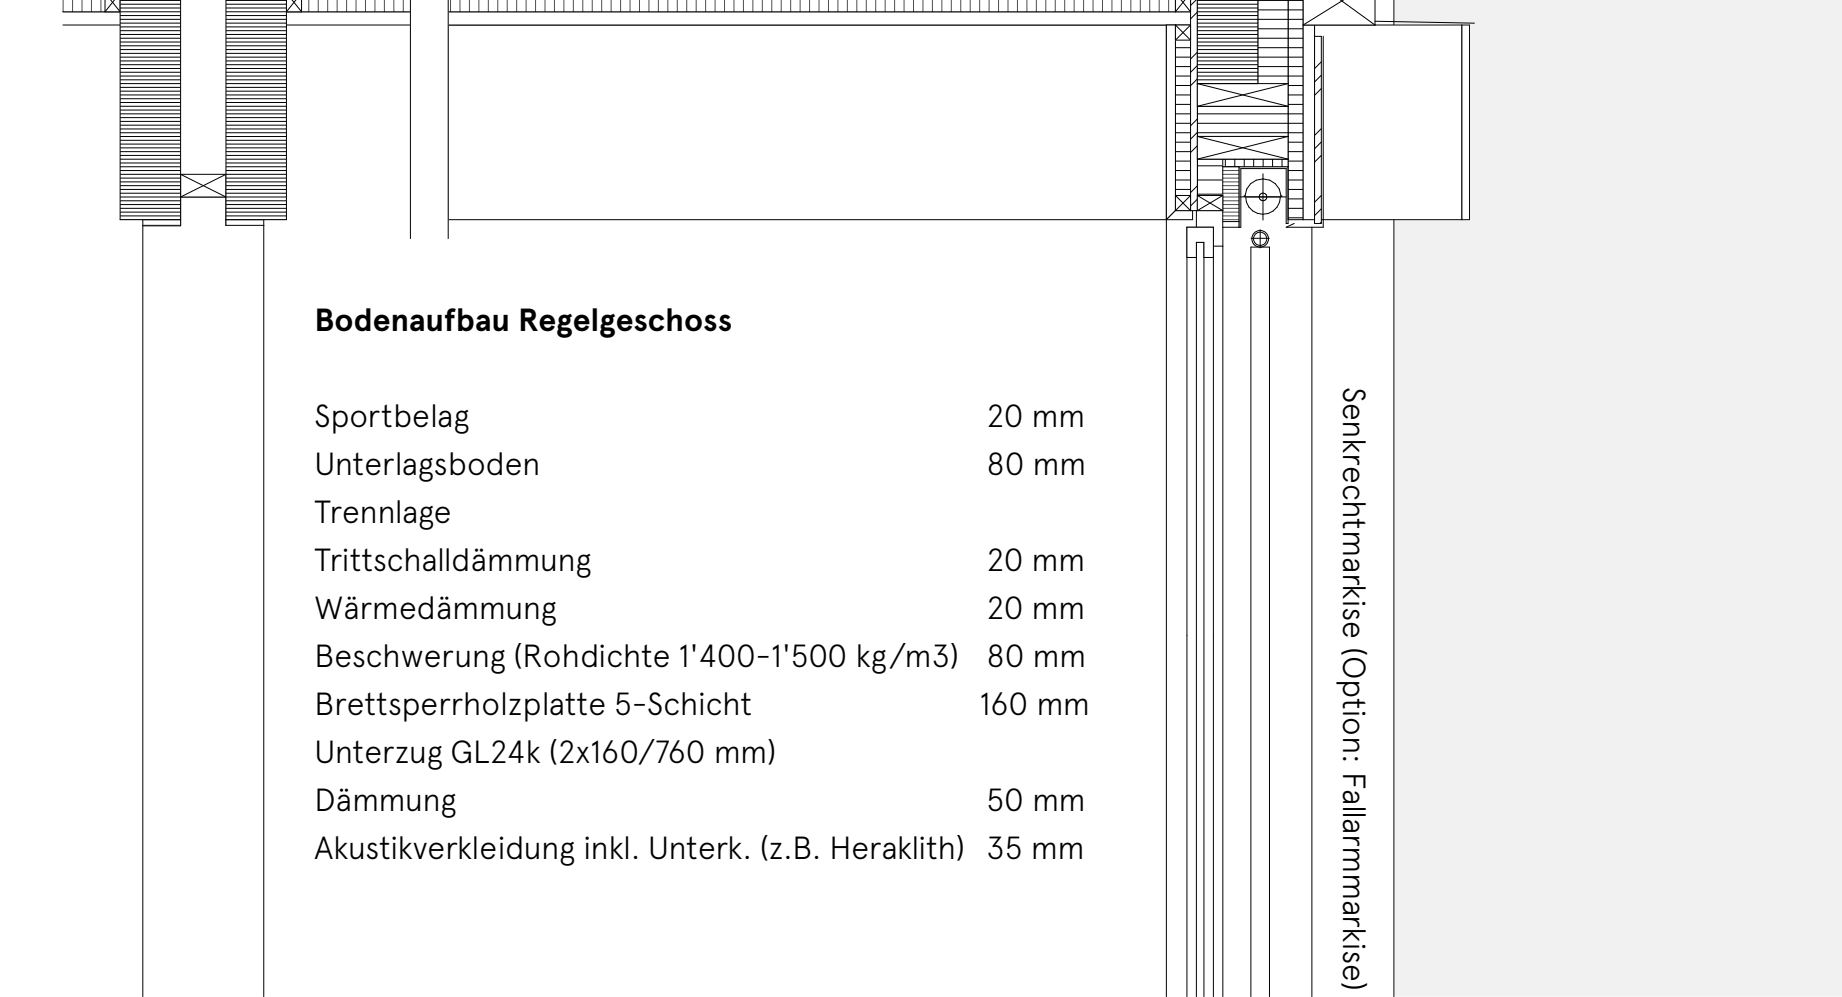 Bodenaufbau Regelgeschoss
Sportbelag 20 mm
Unterlagsboden 80 mm
Trennlage
Trittschalldämmung 20 mm
Wärmedämmung 20 mm
Beschwerung (Rohdichte 1'400-1'500 kg/m3) 80 mm
Brettsperrholzplatte 5-Schicht 160 mm
Unterzug GL24k (2x160/760 mm)
Dämmung 50 mm
Akustikverkleidung inkl. Unterk. (z.B. Heraklith) 35 mm
Senkrechtmarkise (Option: Fallarmmarkise)